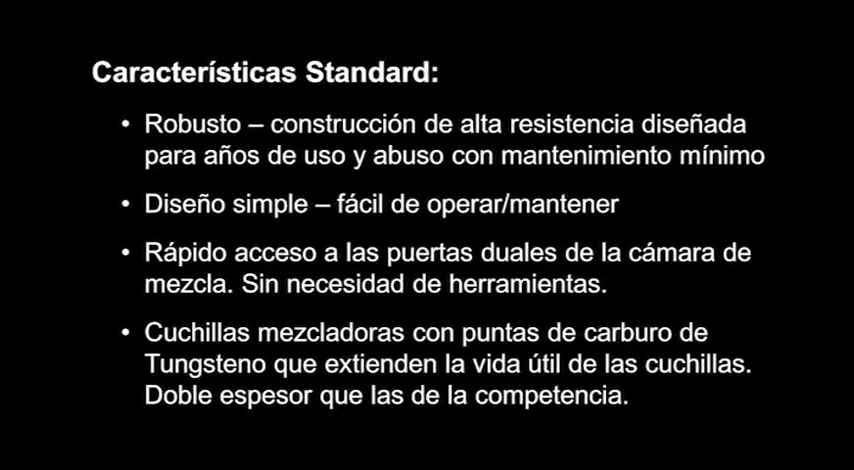 Características Standard:
• Robusto – construcción de alta resistencia diseñada
para años de uso y abuso con mantenimiento mínimo
• Diseño simple – fácil de operar/mantener
• Rápido acceso a las puertas duales de la cámara de
mezcla. Sin necesidad de herramientas.
• Cuchillas mezcladoras con puntas de carburo de
Tungsteno que extienden la vida útil de las cuchillas.
Doble espesor que las de la competencia.